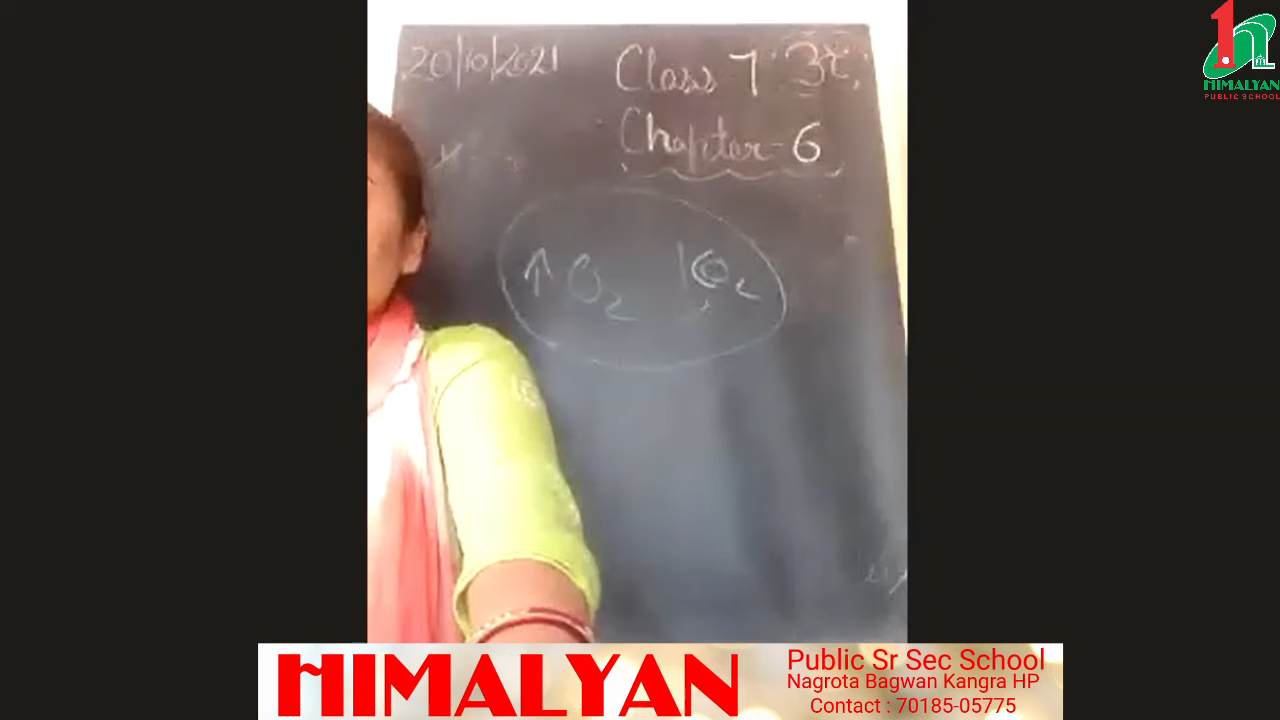 20/10/2021
Class 7
Chapter-6
↑ O2 CO2
HIMALYAN
PUBLIC SCHOOL
HIMALYAN
Public Sr Sec School
Nagrota Bagwan Kangra HP
Contact : 70185-05775